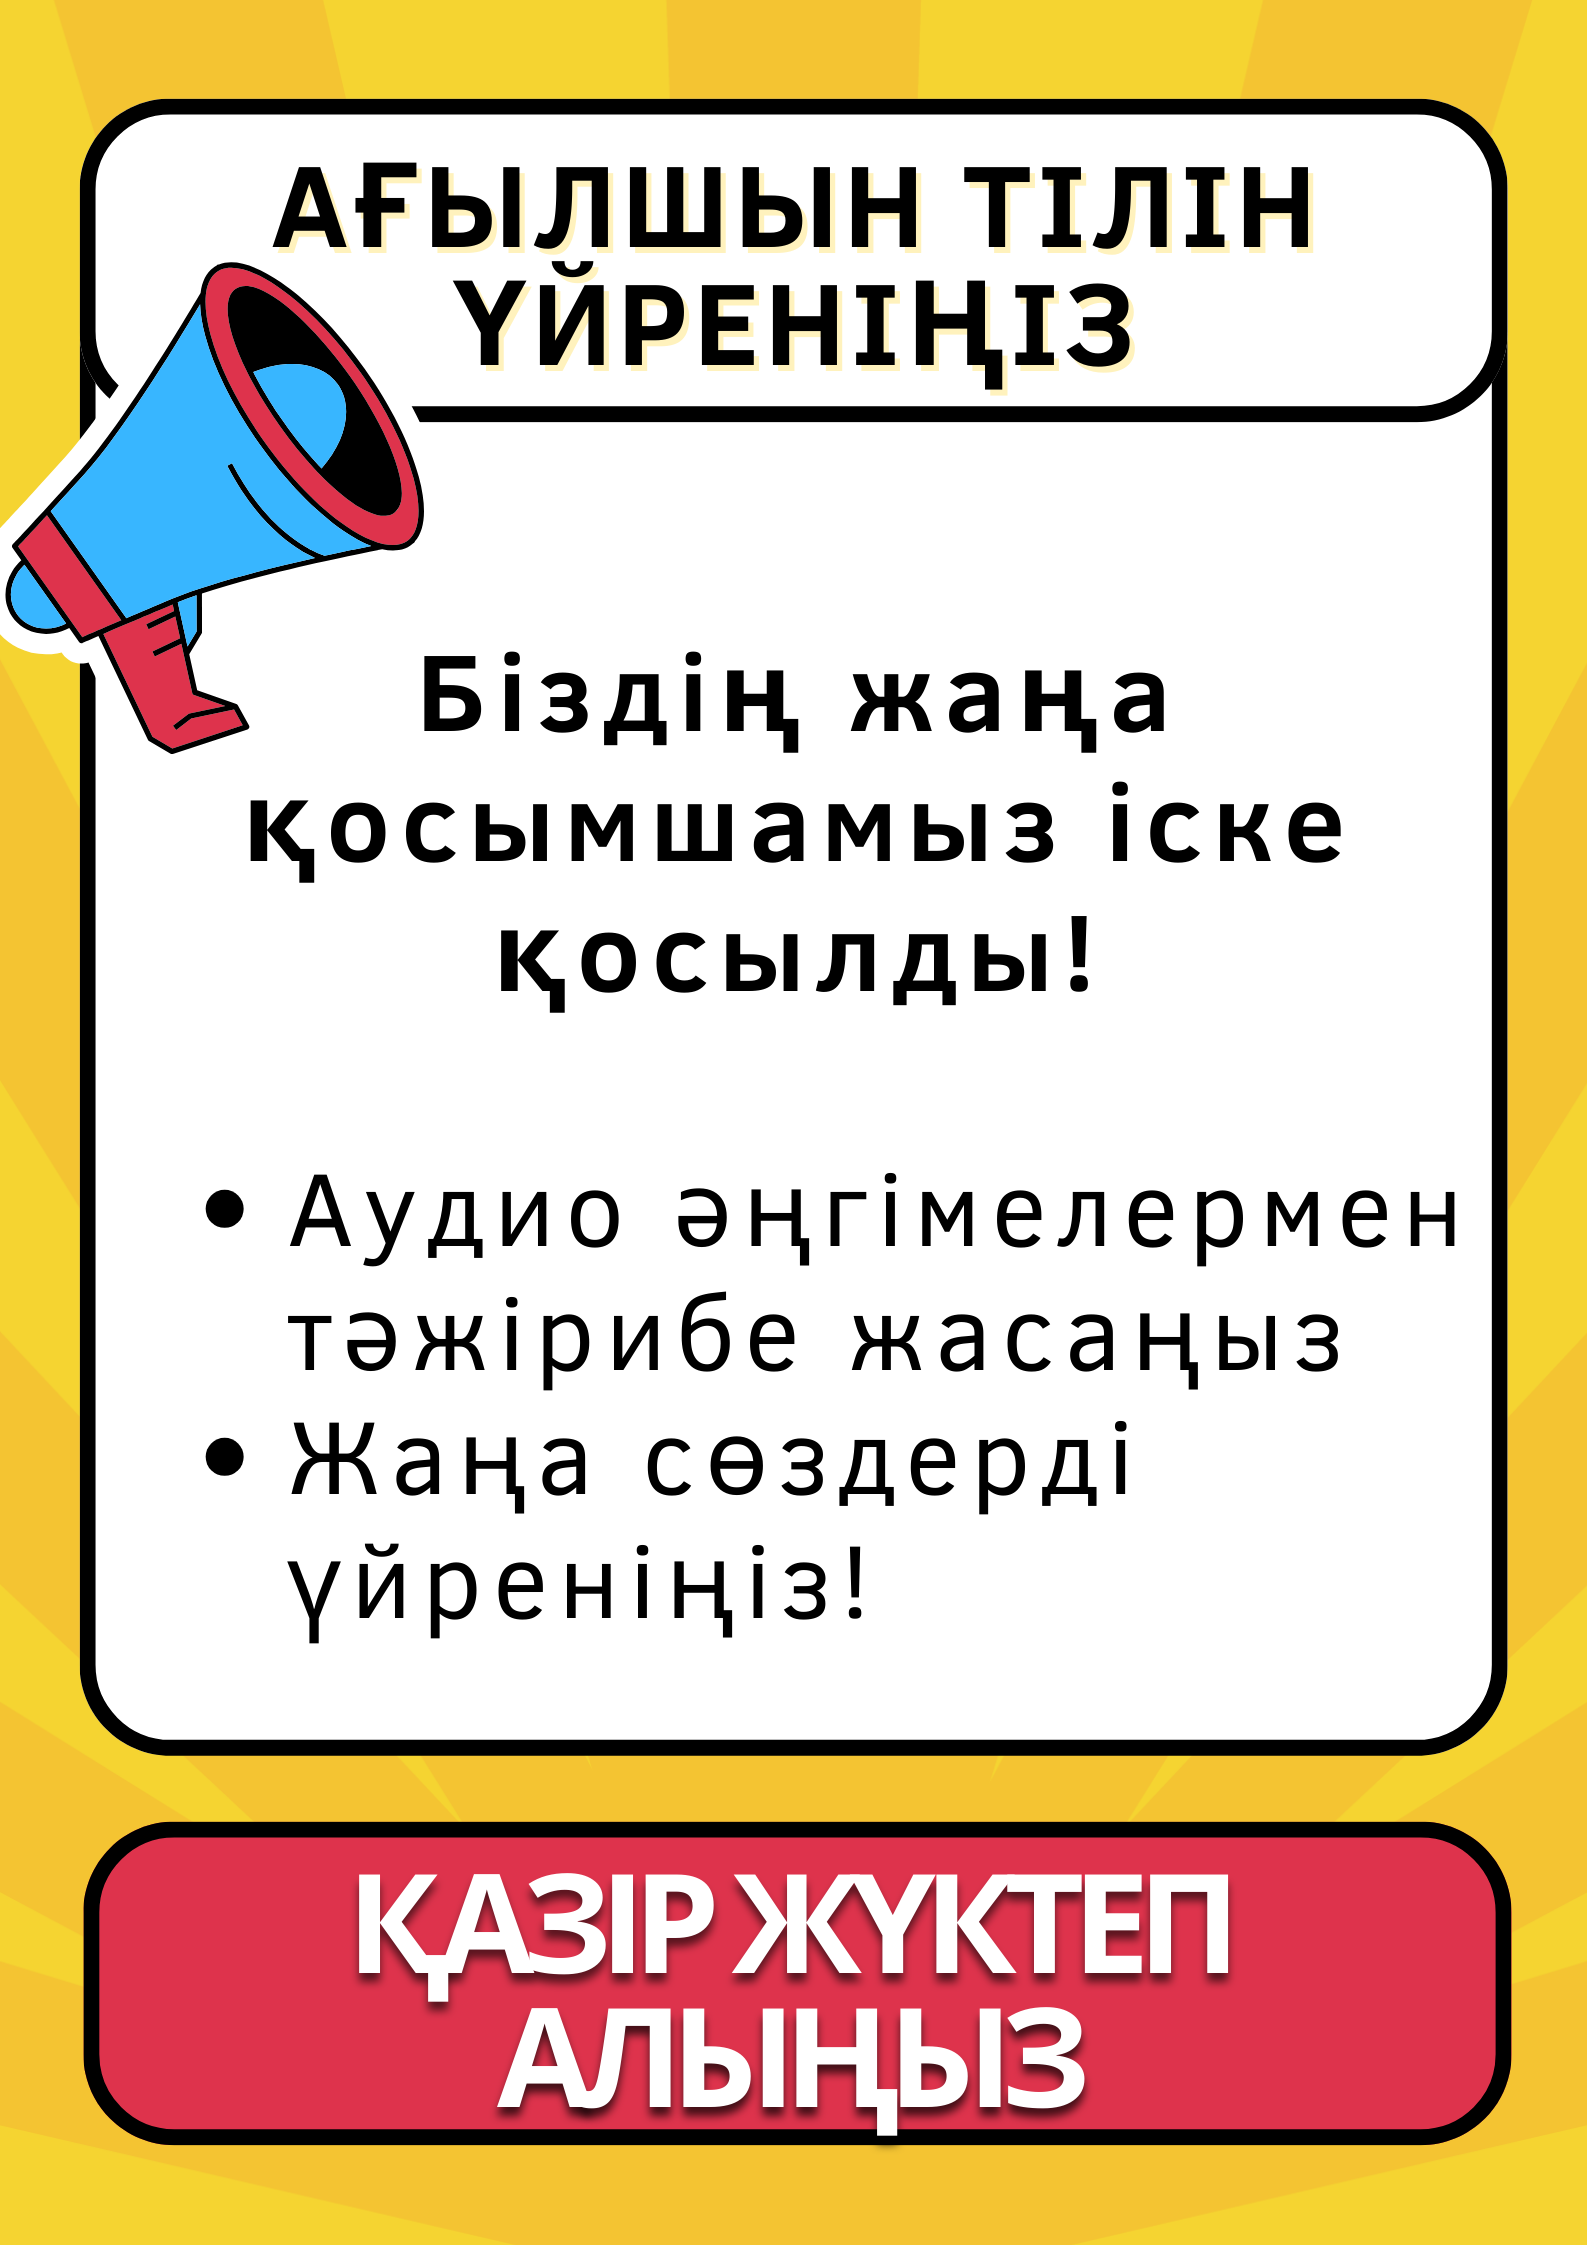 АҒЫЛШЫН ТІЛІН
ҮЙРЕНІҢІЗ
Біздің жаңа
қосымшамыз іске
қосылды!
• Аудио әңгімелермен
тәжірибе жасаңыз
• Жаңа сөздерді
үйреніңіз!
ҚАЗІР ЖҮКТЕП
АЛЫҢЫЗ